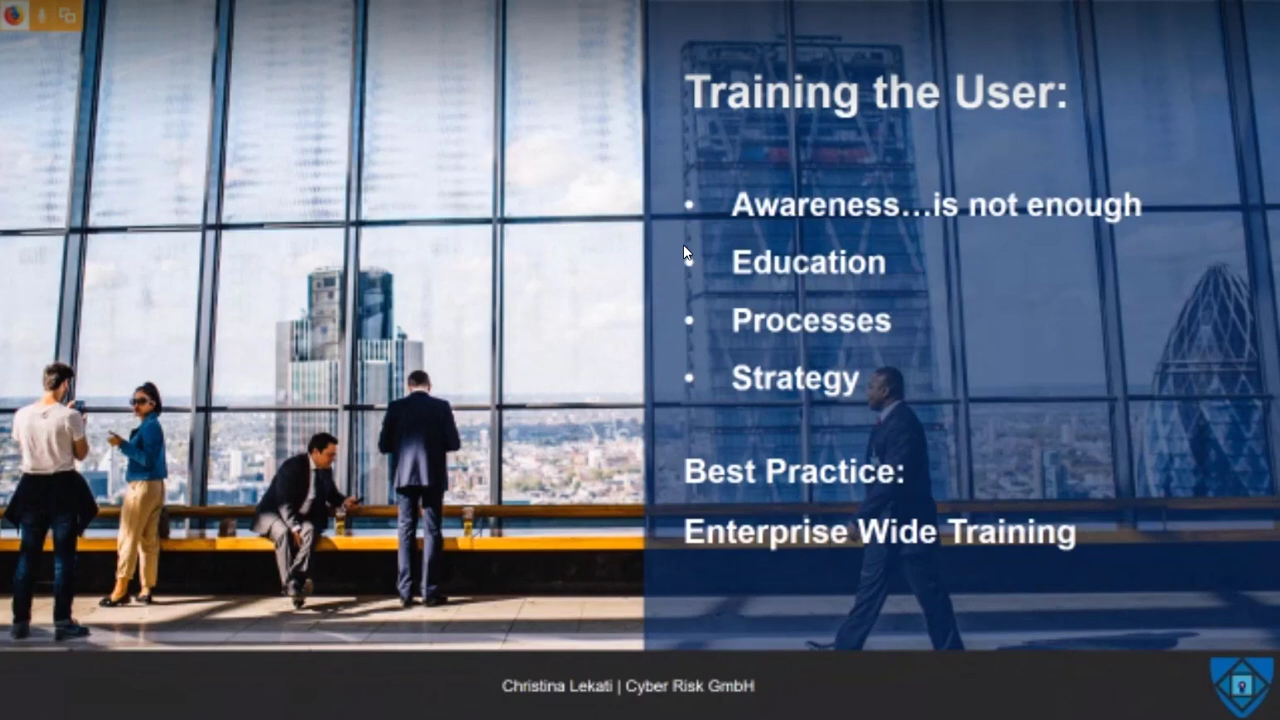 Training the User:
• Awareness...is not enough
• Education
• Processes
• Strategy
Best Practice:
Enterprise Wide Training
Christina Lekati | Cyber Risk GmbH